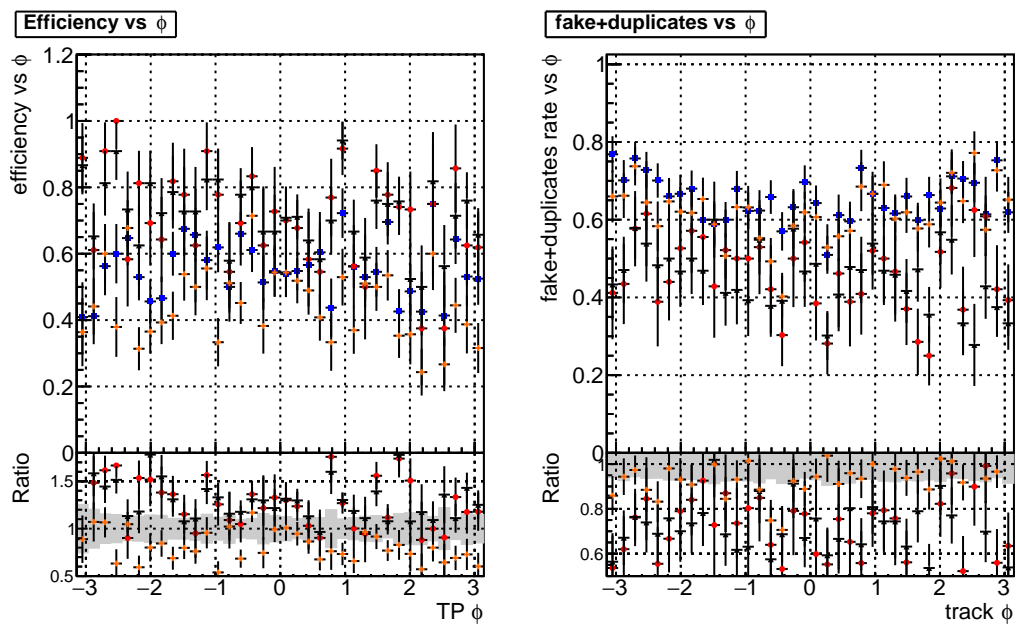 Efficiency vs ϕ
efficiency vs ϕ
1.2
1
0.8
0.6
0.4
0.2
0
Ratio
1.5
1
0.5
−3 −2 −1 0 1 2 3
TP ϕ
fake+duplicates vs ϕ
fake+duplicates rate vs ϕ
1
0.8
0.6
0.4
0.2
0
Ratio
1
0.8
0.6
−3 −2 −1 0 1 2 3
track ϕ